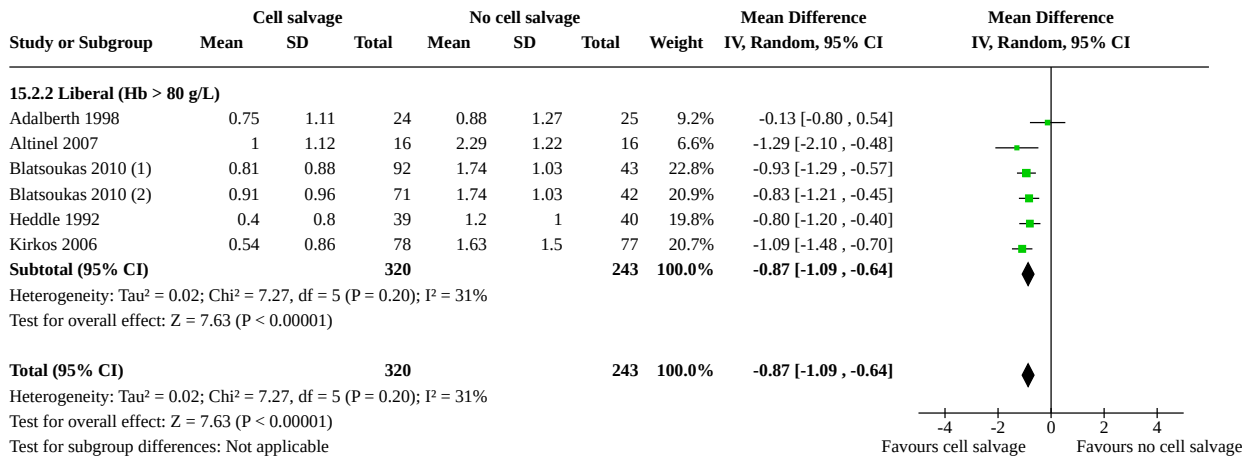 Cell salvage No cell salvage Mean Difference Mean Difference
Study or Subgroup Mean SD Total Mean SD Total Weight IV, Random, 95% CI IV, Random, 95% CI
15.2.2 Liberal (Hb > 80 g/L)
Adalberth 1998 0.75 1.11 24 0.88 1.27 25 9.2% -0.13 [-0.80 , 0.54]
Altinel 2007 1 1.12 16 2.29 1.22 16 6.6% -1.29 [-2.10 , -0.48]
Blatsoukas 2010 (1) 0.81 0.88 92 1.74 1.03 43 22.8% -0.93 [-1.29 , -0.57]
Blatsoukas 2010 (2) 0.91 0.96 71 1.74 1.03 42 20.9% -0.83 [-1.21 , -0.45]
Heddle 1992 0.4 0.8 39 1.2 1 40 19.8% -0.80 [-1.20 , -0.40]
Kirkos 2006 0.54 0.86 78 1.63 1.5 77 20.7% -1.09 [-1.48 , -0.70]
Subtotal (95% CI) 320 243 100.0% -0.87 [-1.09 , -0.64]
Heterogeneity: Tau² = 0.02; Chi² = 7.27, df = 5 (P = 0.20); I² = 31%
Test for overall effect: Z = 7.63 (P < 0.00001)
Total (95% CI) 320 243 100.0% -0.87 [-1.09 , -0.64]
Heterogeneity: Tau² = 0.02; Chi² = 7.27, df = 5 (P = 0.20); I² = 31%
Test for overall effect: Z = 7.63 (P < 0.00001)
-4 -2 0 2 4
Test for subgroup differences: Not applicable Favours cell salvage Favours no cell salvage